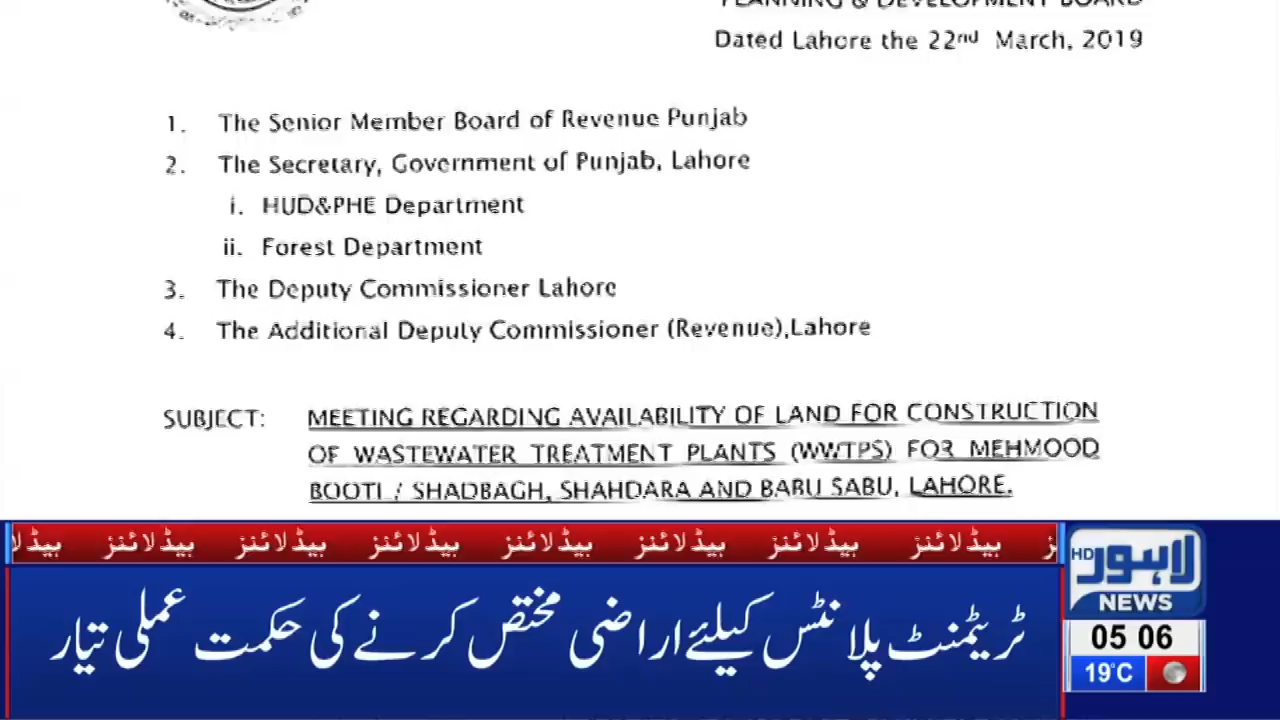 PLANNING & DEVELOPMENT BOARD
Dated Lahore the 22nd March, 2019
1. The Senior Member Board of Revenue Punjab
2. The Secretary, Government of Punjab, Lahore
i. HUD&PHE Department
ii. Forest Department
3. The Deputy Commissioner Lahore
4. The Additional Deputy Commissioner (Revenue),Lahore
SUBJECT: MEETING REGARDING AVAILABILITY OF LAND FOR CONSTRUCTION
OF WASTEWATER TREATMENT PLANTS (WWTPS) FOR MEHMOOD
BOOTI / SHADBAGH, SHAHDARA AND BABU SABU, LAHORE.
ہیڈلائنز ہیڈلائنز ہیڈلائنز ہیڈلائنز ہیڈلائنز ہیڈلائنز ہیڈلائنز
ٹریٹمنٹ پلانٹس کیلئے اراضی مختص کرنے کی حکمت عملی تیار
لاہور HD
NEWS
05 06
19°C